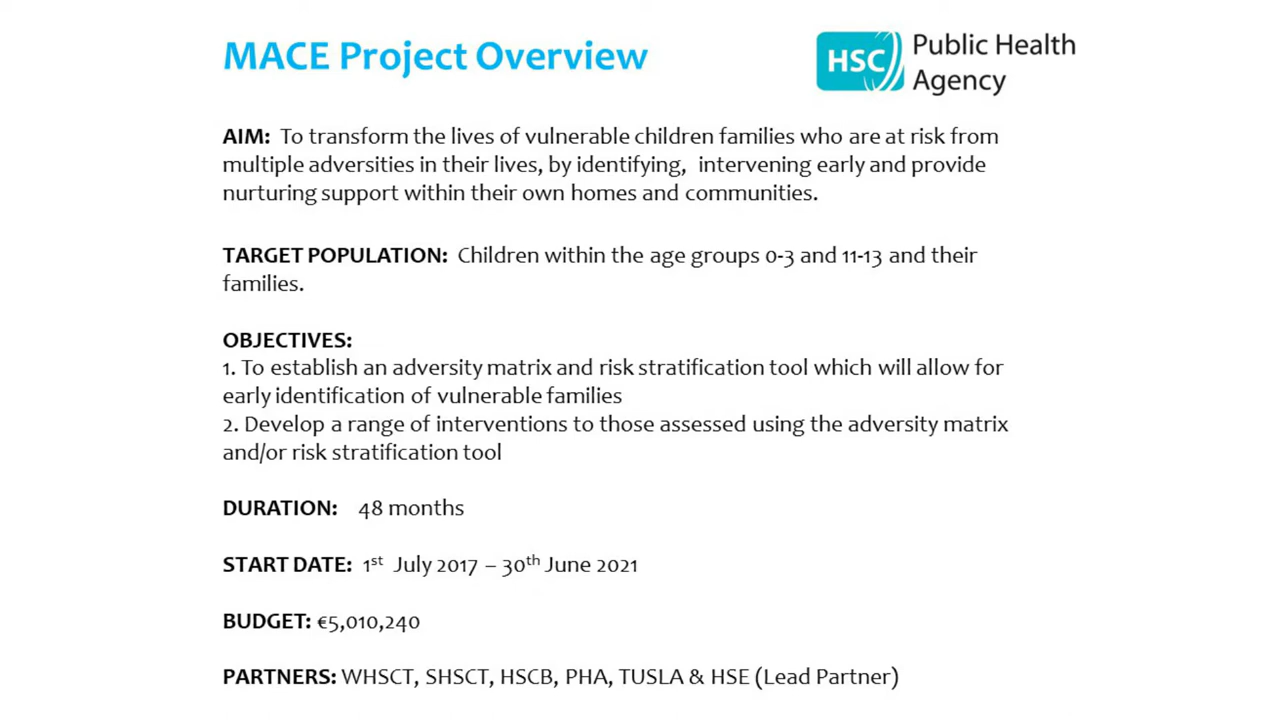 MACE Project Overview
HSC Public Health
Agency
AIM: To transform the lives of vulnerable children families who are at risk from
multiple adversities in their lives, by identifying, intervening early and provide
nurturing support within their own homes and communities.
TARGET POPULATION: Children within the age groups 0-3 and 11-13 and their
families.
OBJECTIVES:
1. To establish an adversity matrix and risk stratification tool which will allow for
early identification of vulnerable families
2. Develop a range of interventions to those assessed using the adversity matrix
and/or risk stratification tool
DURATION: 48 months
START DATE: 1st July 2017 – 30th June 2021
BUDGET: €5,010,240
PARTNERS: WHSCT, SHSCT, HSCB, PHA, TUSLA & HSE (Lead Partner)